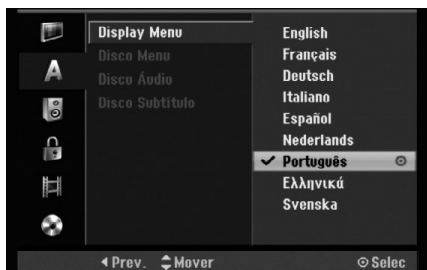 Display Menu
Disco Menu
Disco Áudio
Disco Subtítulo
English
Français
Deutsch
Italiano
Español
Nederlands
Português
Ελληνικά
Svenska
A
Prev. Mover Selec